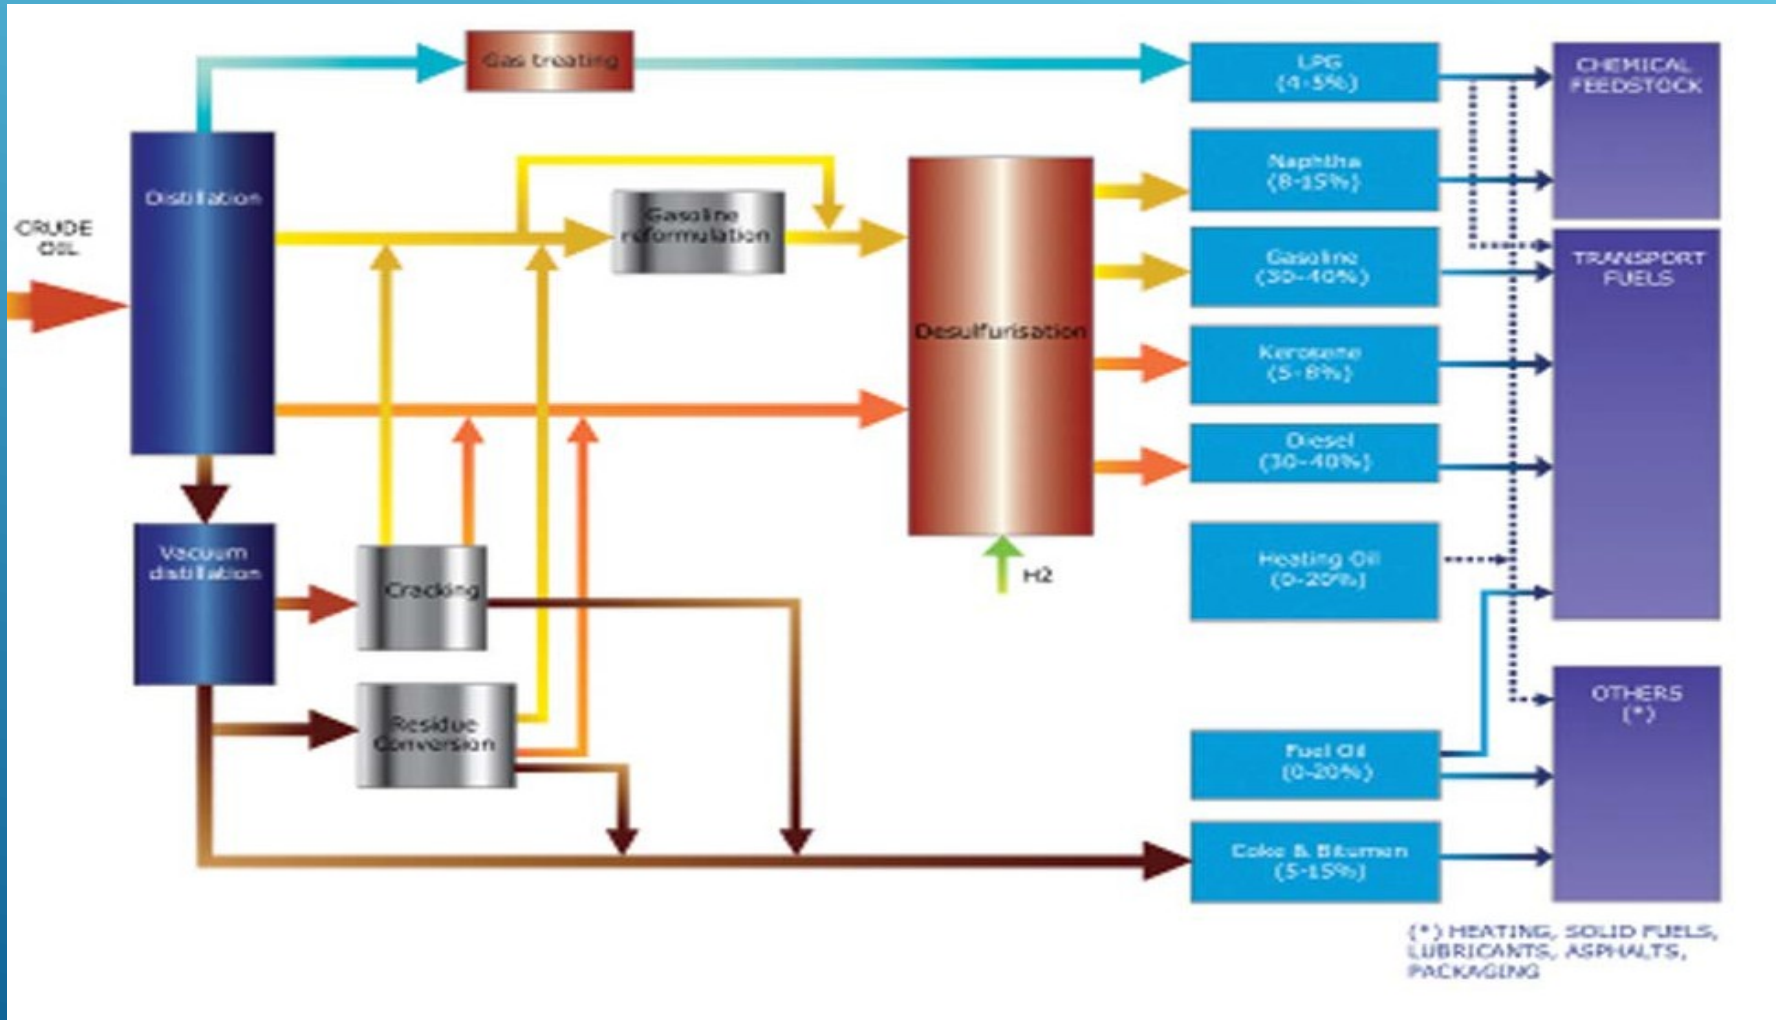 Gas treating
LPG
(4-5%)
CHEMICAL
FEEDSTOCK
Distillation
Naphtha
(8-15%)
CRUDE
OIL
Gasoline
reformulation
Gasoline
(30-40%)
TRANSPORT
FUELS
Desulfurisation
Kerosene
(5-8%)
Diesel
(30-40%)
Vacuum
distillation
Cracking
H2
Heating Oil
(0-20%)
Residue
Conversion
OTHERS
(*)
Fuel Oil
(0-20%)
Coke & Bitumen
(5-15%)
(*) HEATING, SOLID FUELS,
LUBRICANTS, ASPHALTS,
PACKAGING